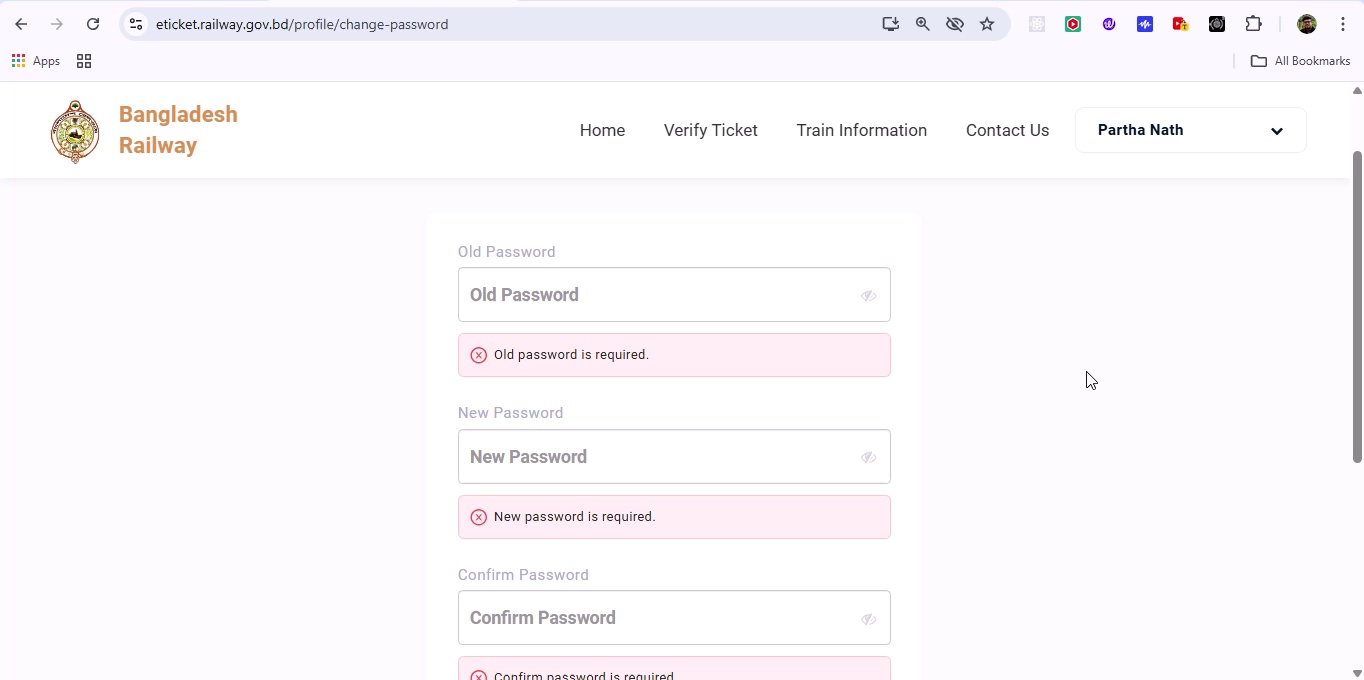 eticket.railway.gov.bd/profile/change-password
Apps
All Bookmarks
Bangladesh
Railway
Home
Verify Ticket
Train Information
Contact Us
Partha Nath
Old Password
Old Password
Old password is required.
New Password
New Password
New password is required.
Confirm Password
Confirm Password
Confirm password is required.